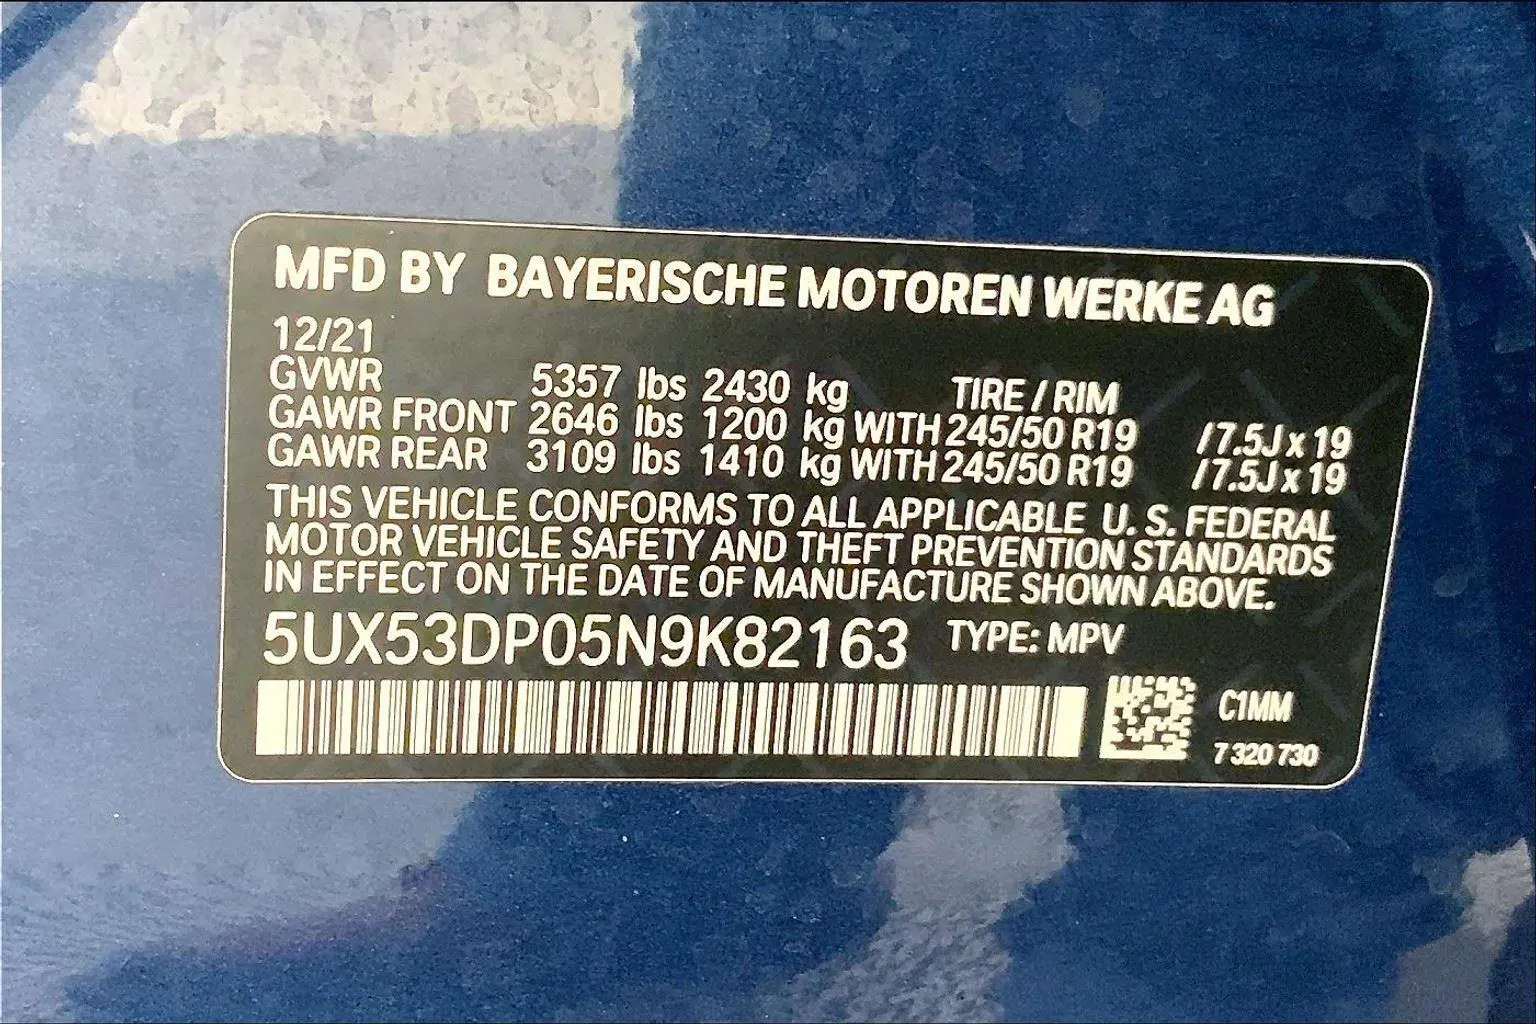 MFD BY BAYERISCHE MOTOREN WERKE AG
12/21
GVWR 5357 lbs 2430 kg TIRE / RIM
GAWR FRONT 2646 lbs 1200 kg WITH 245/50 R19 /7.5J x 19
GAWR REAR 3109 lbs 1410 kg WITH 245/50 R19 /7.5J x 19
THIS VEHICLE CONFORMS TO ALL APPLICABLE U. S. FEDERAL
MOTOR VEHICLE SAFETY AND THEFT PREVENTION STANDARDS
IN EFFECT ON THE DATE OF MANUFACTURE SHOWN ABOVE.
5UX53DP05N9K82163 TYPE: MPV
C1MM
7 320 730